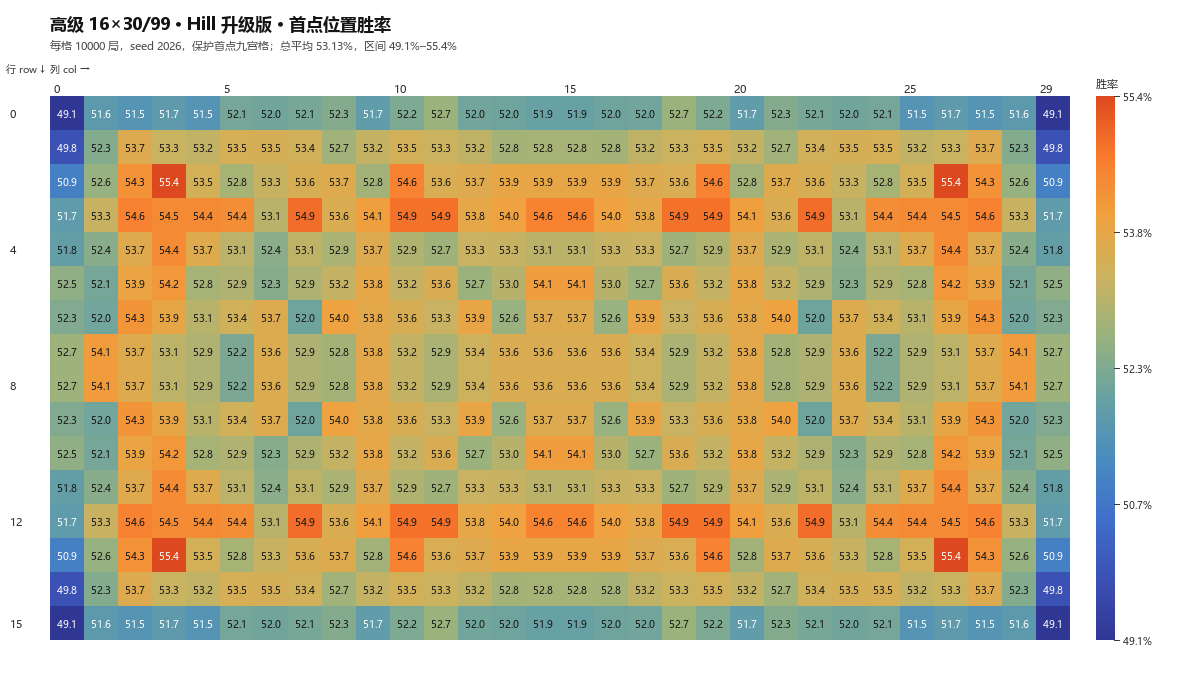 高级 16×30/99 • Hill 升级版 • 首点位置胜率
每格 10000 局，seed 2026，保护首点九宫格；总平均 53.13%，区间 49.1%–55.4%
行 row ↓ 列 col →
0 5 10 15 20 25 29 胜率
0 49.1 51.6 51.5 51.7 51.5 52.1 52.0 52.1 52.3 51.7 52.2 52.7 52.0 52.0 51.9 51.9 52.0 52.0 52.7 52.2 51.7 52.3 52.1 52.0 52.1 51.5 51.7 51.5 51.6 49.1 55.4%
49.8 52.3 53.7 53.3 53.2 53.5 53.5 53.4 52.7 53.2 53.5 53.3 53.2 52.8 52.8 52.8 52.8 53.2 53.3 53.5 53.2 52.7 53.4 53.5 53.5 53.2 53.3 53.7 52.3 49.8
50.9 52.6 54.3 55.4 53.5 52.8 53.3 53.6 53.7 52.8 54.6 53.6 53.7 53.9 53.9 53.9 53.9 53.7 53.6 54.6 52.8 53.7 53.6 53.3 52.8 53.5 55.4 54.3 52.6 50.9
51.7 53.3 54.6 54.5 54.4 54.4 53.1 54.9 53.6 54.1 54.9 54.9 53.8 54.0 54.6 54.6 54.0 53.8 54.9 54.9 54.1 53.6 54.9 53.1 54.4 54.4 54.5 54.6 53.3 51.7 53.8%
4 51.8 52.4 53.7 54.4 53.7 53.1 52.4 53.1 52.9 53.7 52.9 52.7 53.3 53.3 53.1 53.1 53.3 53.3 52.7 52.9 53.7 52.9 53.1 52.4 53.1 53.7 54.4 53.7 52.4 51.8
52.5 52.1 53.9 54.2 52.8 52.9 52.3 52.9 53.2 53.8 53.2 53.6 52.7 53.0 54.1 54.1 53.0 52.7 53.6 53.2 53.8 53.2 52.9 52.3 52.9 52.8 54.2 53.9 52.1 52.5
52.3 52.0 54.3 53.9 53.1 53.4 53.7 52.0 54.0 53.8 53.6 53.3 53.9 52.6 53.7 53.7 52.6 53.9 53.3 53.6 53.8 54.0 52.0 53.7 53.4 53.1 53.9 54.3 52.0 52.3
52.7 54.1 53.7 53.1 52.9 52.2 53.6 52.9 52.8 53.8 53.2 52.9 53.4 53.6 53.6 53.6 53.6 53.4 52.9 53.2 53.8 52.8 52.9 53.6 52.2 52.9 53.1 53.7 54.1 52.7 52.3%
8 52.7 54.1 53.7 53.1 52.9 52.2 53.6 52.9 52.8 53.8 53.2 52.9 53.4 53.6 53.6 53.6 53.6 53.4 52.9 53.2 53.8 52.8 52.9 53.6 52.2 52.9 53.1 53.7 54.1 52.7
52.3 52.0 54.3 53.9 53.1 53.4 53.7 52.0 54.0 53.8 53.6 53.3 53.9 52.6 53.7 53.7 52.6 53.9 53.3 53.6 53.8 54.0 52.0 53.7 53.4 53.1 53.9 54.3 52.0 52.3
52.5 52.1 53.9 54.2 52.8 52.9 52.3 52.9 53.2 53.8 53.2 53.6 52.7 53.0 54.1 54.1 53.0 52.7 53.6 53.2 53.8 53.2 52.9 52.3 52.9 52.8 54.2 53.9 52.1 52.5
51.8 52.4 53.7 54.4 53.7 53.1 52.4 53.1 52.9 53.7 52.9 52.7 53.3 53.3 53.1 53.1 53.3 53.3 52.7 52.9 53.7 52.9 53.1 52.4 53.1 53.7 54.4 53.7 52.4 51.8
12 51.7 53.3 54.6 54.5 54.4 54.4 53.1 54.9 53.6 54.1 54.9 54.9 53.8 54.0 54.6 54.6 54.0 53.8 54.9 54.9 54.1 53.6 54.9 53.1 54.4 54.4 54.5 54.6 53.3 51.7 50.7%
50.9 52.6 54.3 55.4 53.5 52.8 53.3 53.6 53.7 52.8 54.6 53.6 53.7 53.9 53.9 53.9 53.9 53.7 53.6 54.6 52.8 53.7 53.6 53.3 52.8 53.5 55.4 54.3 52.6 50.9
49.8 52.3 53.7 53.3 53.2 53.5 53.5 53.4 52.7 53.2 53.5 53.3 53.2 52.8 52.8 52.8 52.8 53.2 53.3 53.5 53.2 52.7 53.4 53.5 53.5 53.2 53.3 53.7 52.3 49.8
15 49.1 51.6 51.5 51.7 51.5 52.1 52.0 52.1 52.3 51.7 52.2 52.7 52.0 52.0 51.9 51.9 52.0 52.0 52.7 52.2 51.7 52.3 52.1 52.0 52.1 51.5 51.7 51.5 51.6 49.1 49.1%